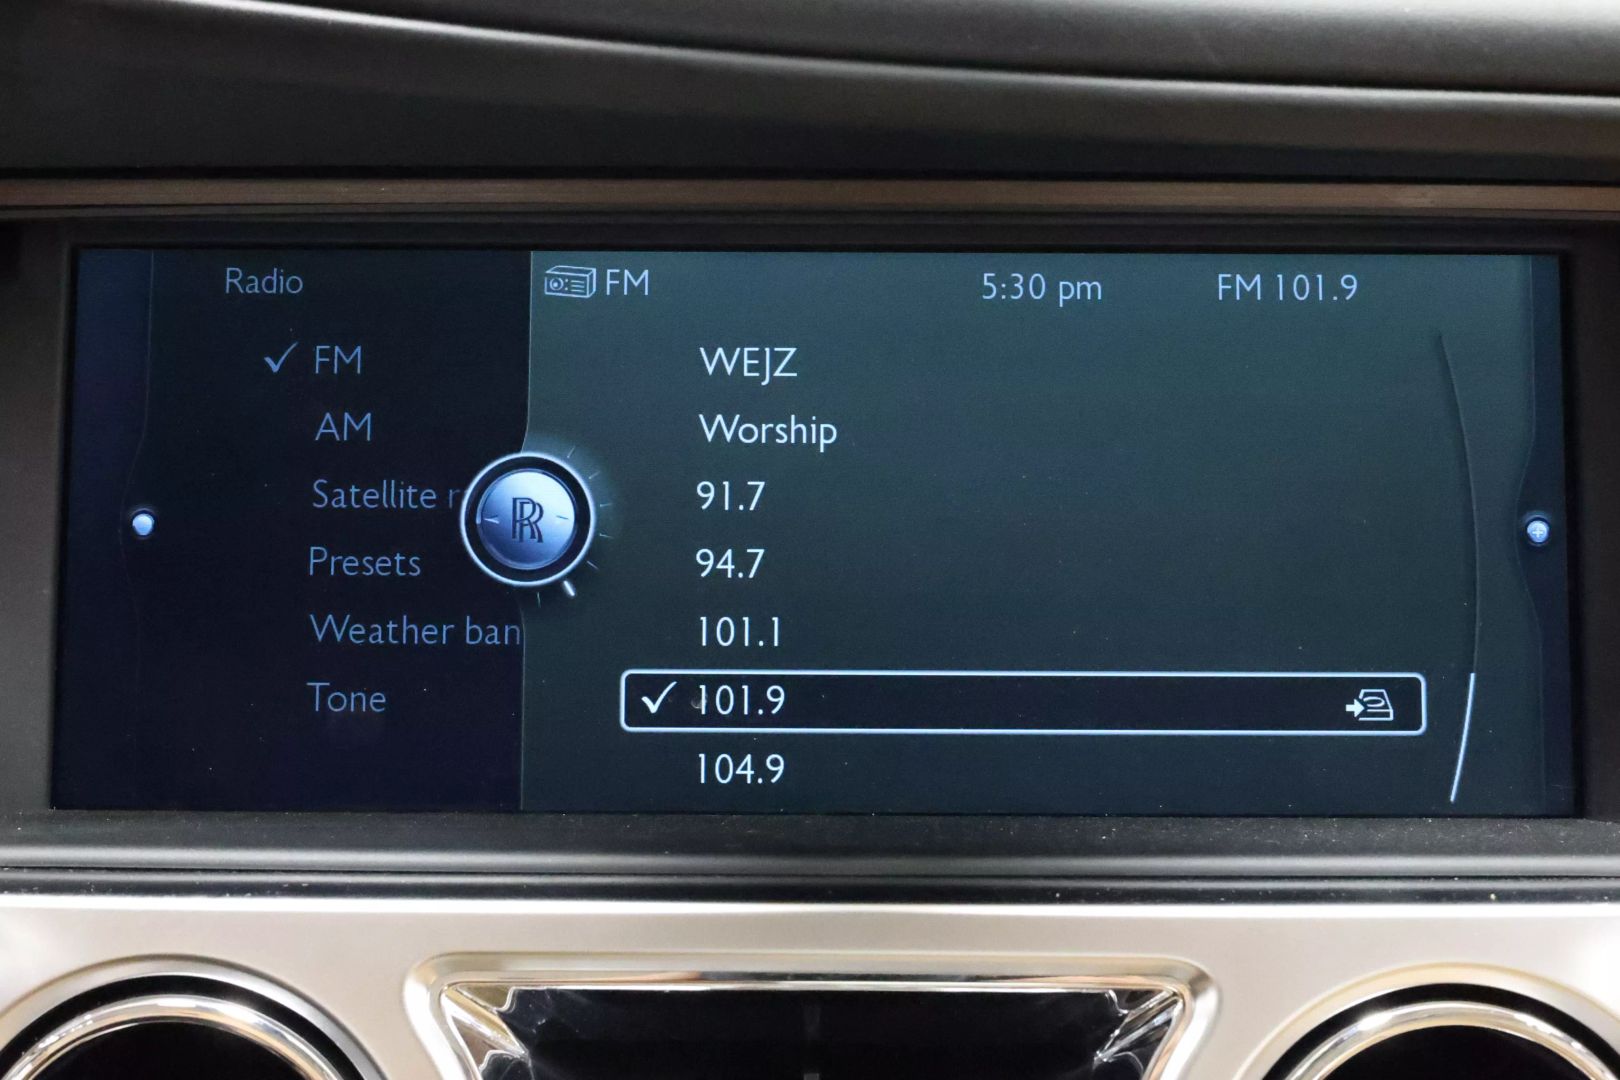 Radio
FM
AM
Satellite r
Presets
Weather ban
Tone
RR
FM 5:30 pm FM 101.9
WEJZ
Worship
91.7
94.7
101.1
101.9
104.9